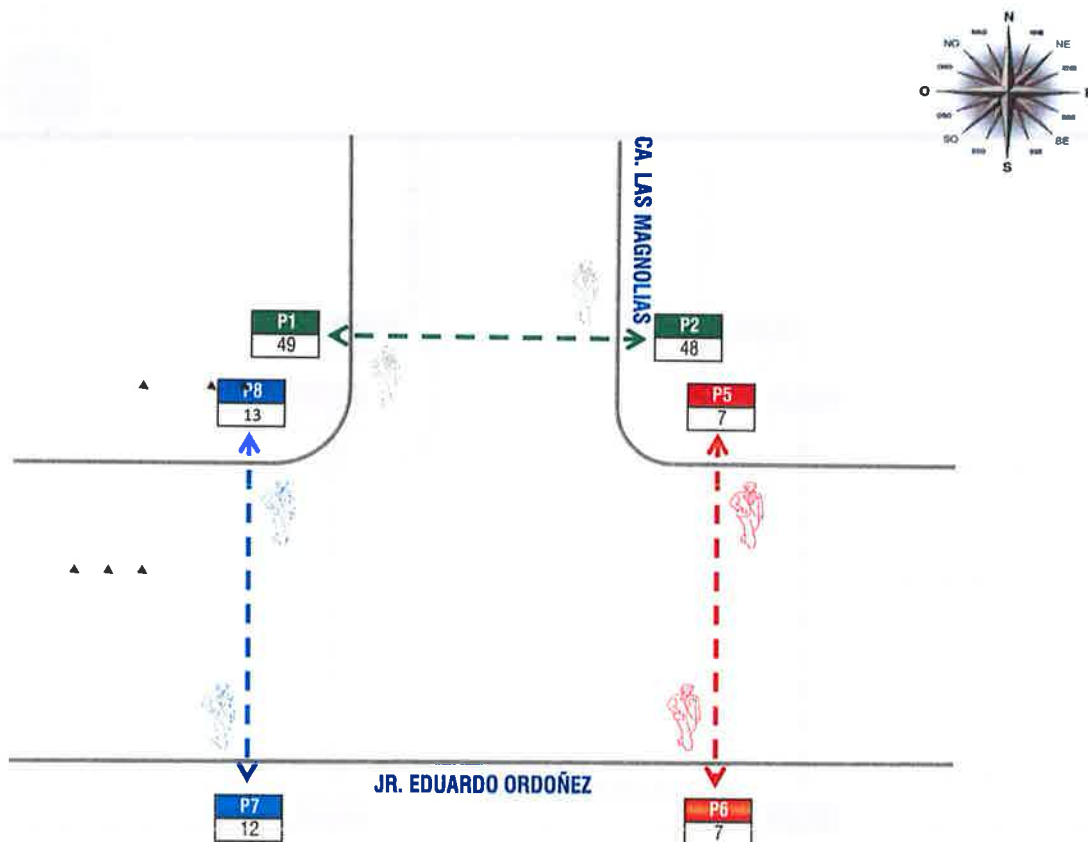 N
NO
NE
O
SO
SE
S
CA. LAS MAGNOLIAS
P1
49
P2
48
P8
13
P5
7
JR. EDUARDO ORDOÑEZ
P7
12
P6
7